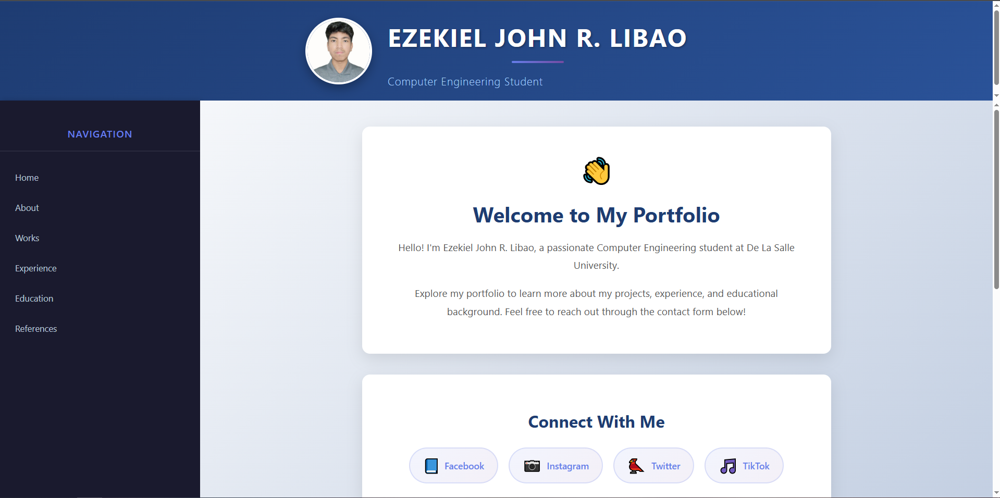 EZEKIEL JOHN R. LIBAO
Computer Engineering Student
NAVIGATION
Home
About
Works
Experience
Education
References
Welcome to My Portfolio
Hello! I'm Ezekiel John R. Libao, a passionate Computer Engineering student at De La Salle
University.
Explore my portfolio to learn more about my projects, experience, and educational
background. Feel free to reach out through the contact form below!
Connect With Me
Facebook
Instagram
Twitter
TikTok